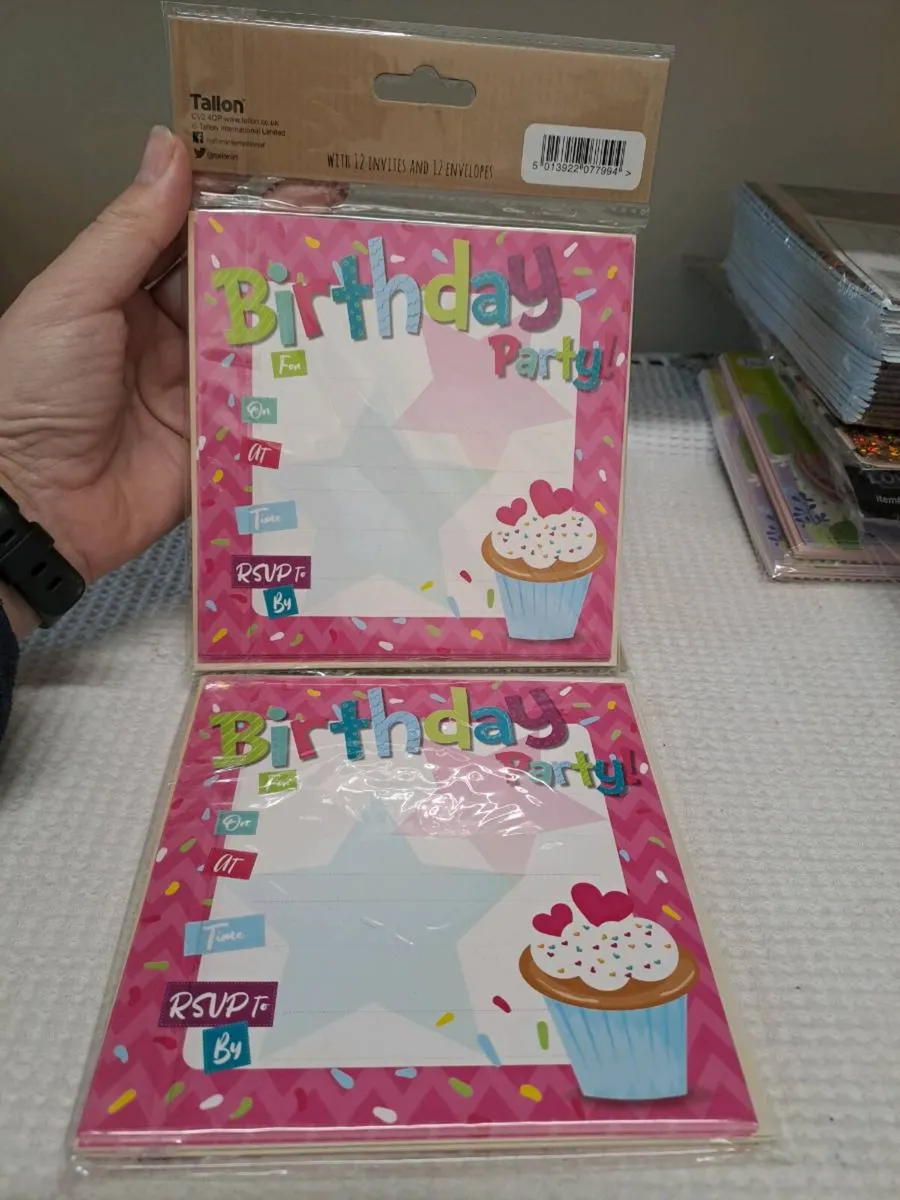 Tallon
CV2 4QP www.tallon.co.uk
© Tallon International Limited
WITH 12 INVITES AND 12 ENVELOPES
5 013922 077994 >
Birthday
Party!
For
On
AT
Time
RSVP To
By
Birthday
Party!
For
On
AT
Time
RSVP To
By